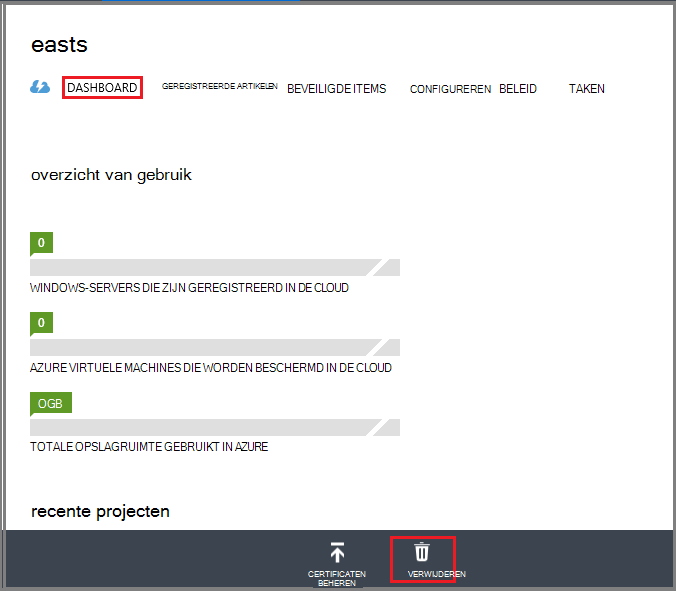 easts
DASHBOARD GEREGISTREERDE ARTIKELEN BEVEILIGDE ITEMS CONFIGUREREN BELEID TAKEN
overzicht van gebruik
0
WINDOWS-SERVERS DIE ZIJN GEREGISTREERD IN DE CLOUD
0
AZURE VIRTUELE MACHINES DIE WORDEN BESCHERMD IN DE CLOUD
OGB
TOTALE OPSLAGRUIMTE GEBRUIKT IN AZURE
recente projecten
CERTIFICATEN
BEHEREN
VERWIJDEREN